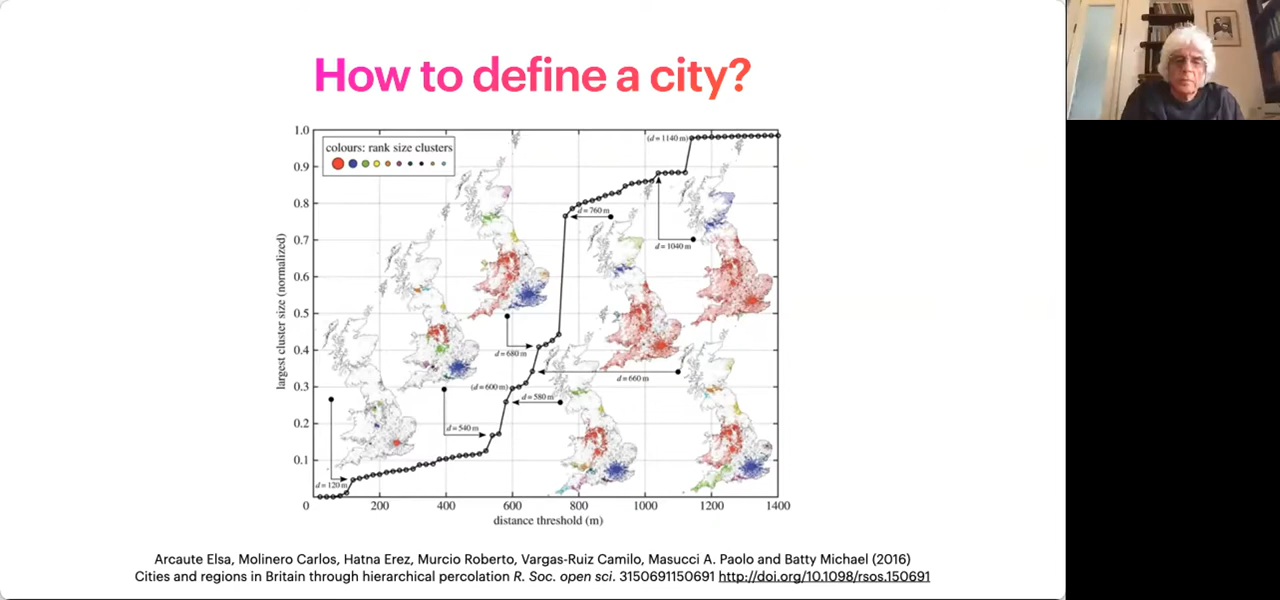 How to define a city?
1.0
0.9
0.8
0.7
0.6
0.5
0.4
0.3
0.2
0.1
0
largest cluster size (normalized)
colours: rank size clusters
(d = 1140 m)
d = 760 m
d = 1040 m
d = 680 m
d = 660 m
(d = 600 m)
d = 580 m
d = 540 m
d = 120 m
200
400
600
800
1000
1200
1400
distance threshold (m)
Arcaute Elsa, Molinero Carlos, Hatna Erez, Murcio Roberto, Vargas-Ruiz Camilo, Masucci A. Paolo and Batty Michael (2016)
Cities and regions in Britain through hierarchical percolation R. Soc. open sci. 3150691150691 http://doi.org/10.1098/rsos.150691